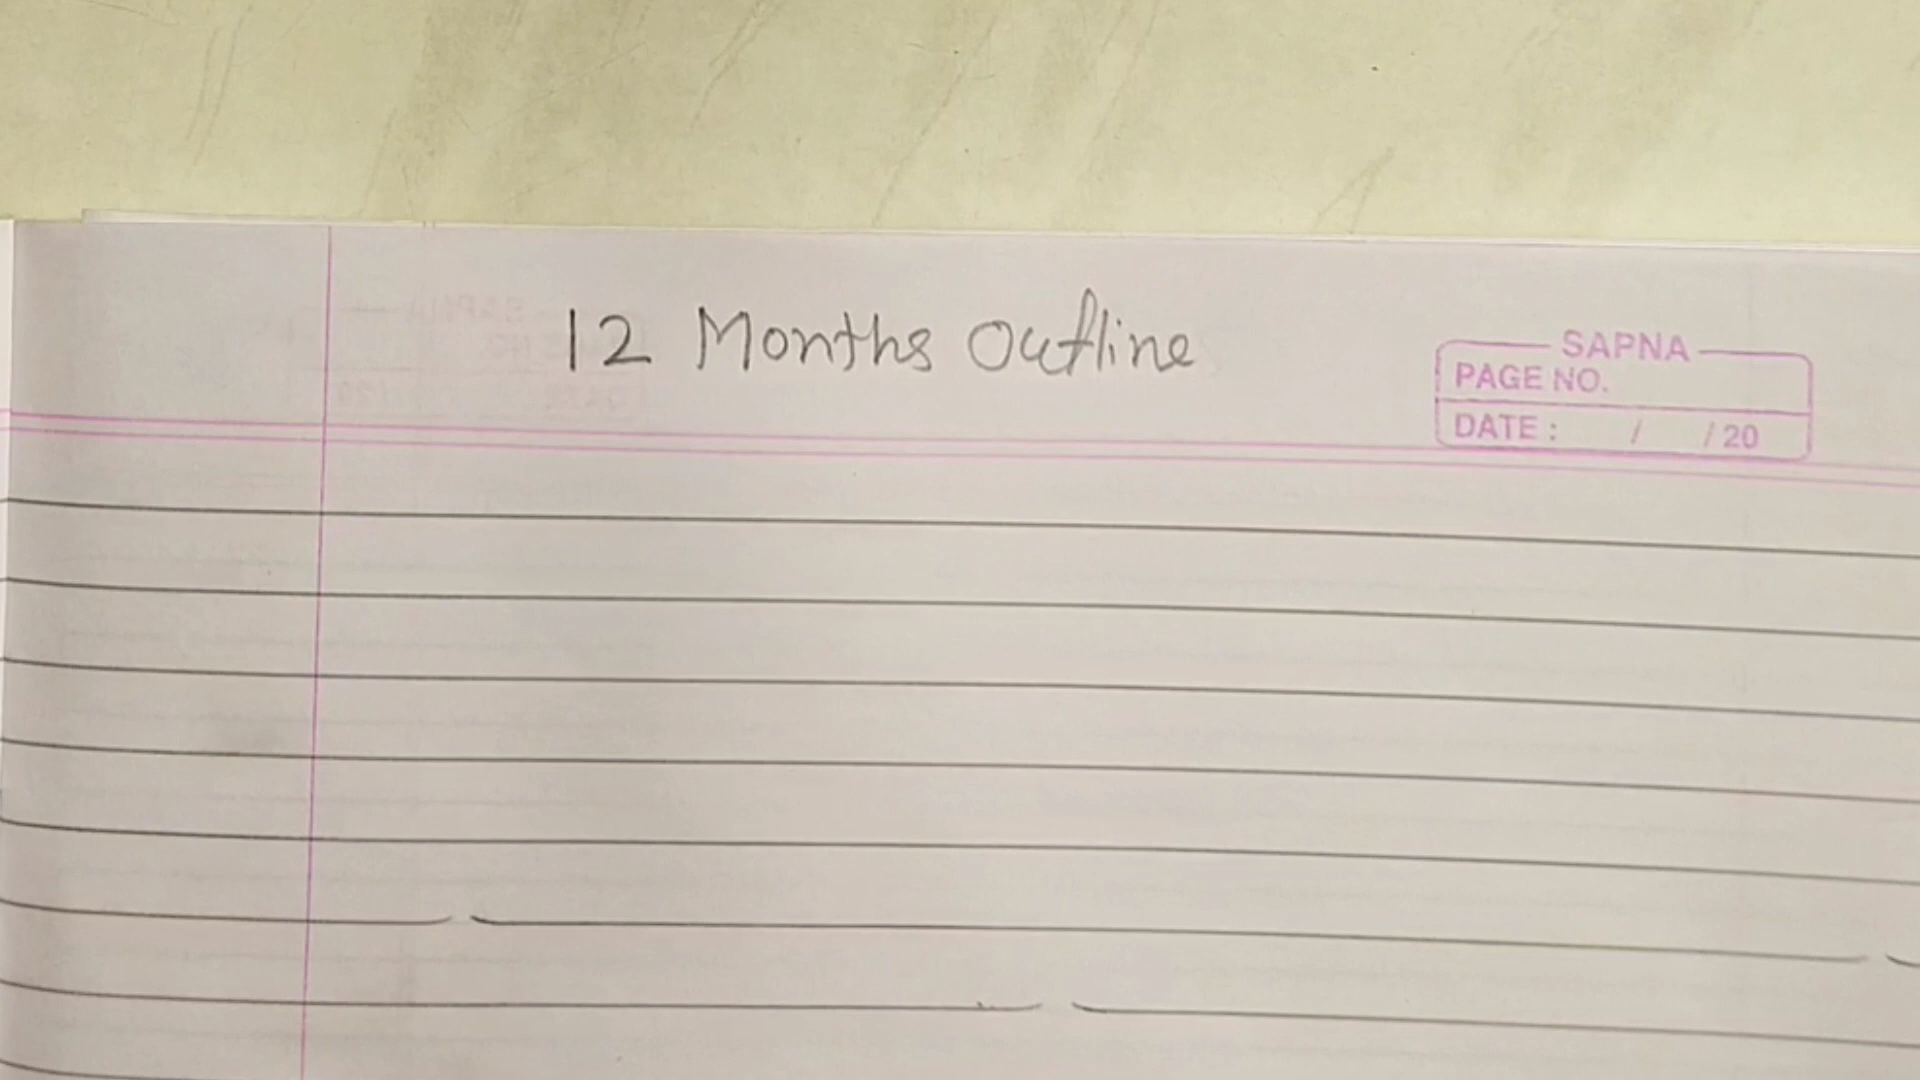 12 Months Outline
SAPNA
PAGE NO.
DATE : / / 20